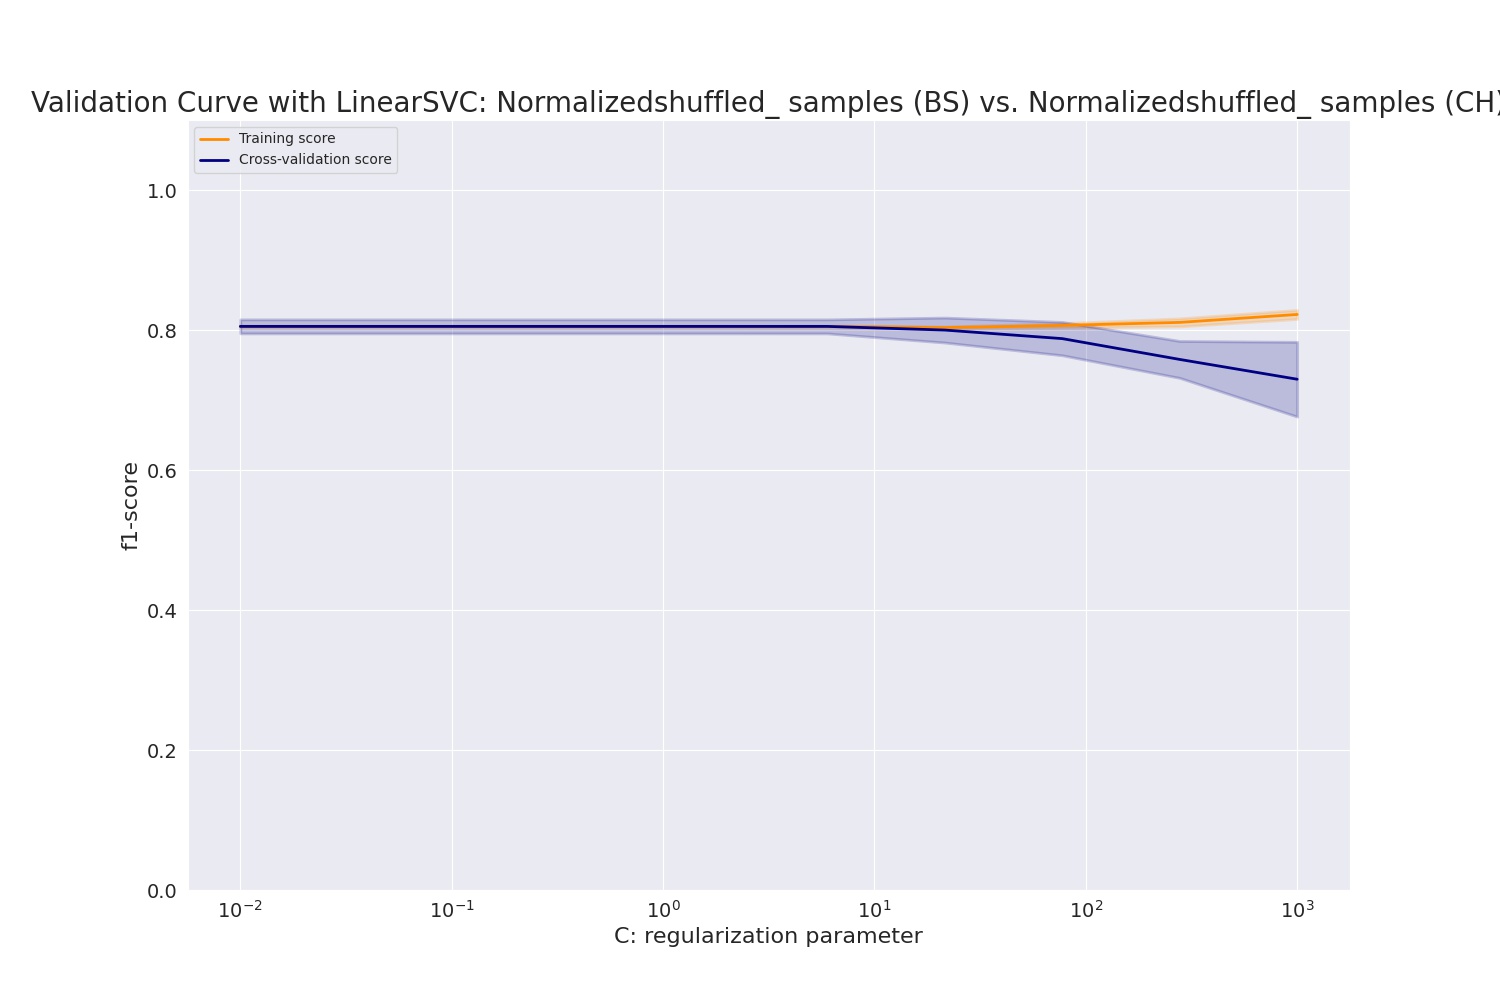 Validation Curve with LinearSVC: Normalizedshuffled_ samples (BS) vs. Normalizedshuffled_ samples (CH)
Training score
Cross-validation score
1.0
0.8
0.6
0.4
0.2
0.0
f1-score
10⁻² 10⁻¹ 10⁰ 10¹ 10² 10³
C: regularization parameter